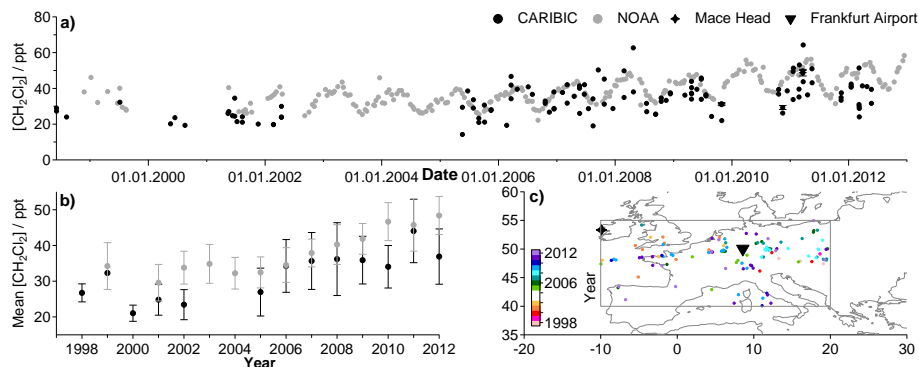 a)
CARIBIC NOAA Mace Head Frankfurt Airport
[CH₂Cl₂] / ppt
80
60
40
20
0
01.01.2000 01.01.2002 01.01.2004 01.01.2006 01.01.2008 01.01.2010 01.01.2012
Date
b)
Mean [CH₂Cl₂] / ppt
50
40
30
20
1998 2000 2002 2004 2006 2008 2010 2012
Year
c)
60
55
50
45
40
35
Year
2012
2006
1998
-20 -10 0 10 20 30